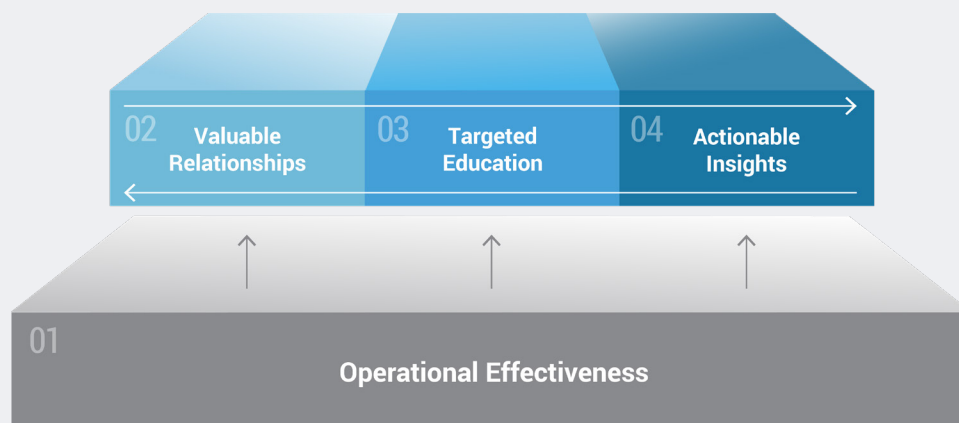 02
Valuable
Relationships
03
Targeted
Education
04
Actionable
Insights
01
Operational Effectiveness